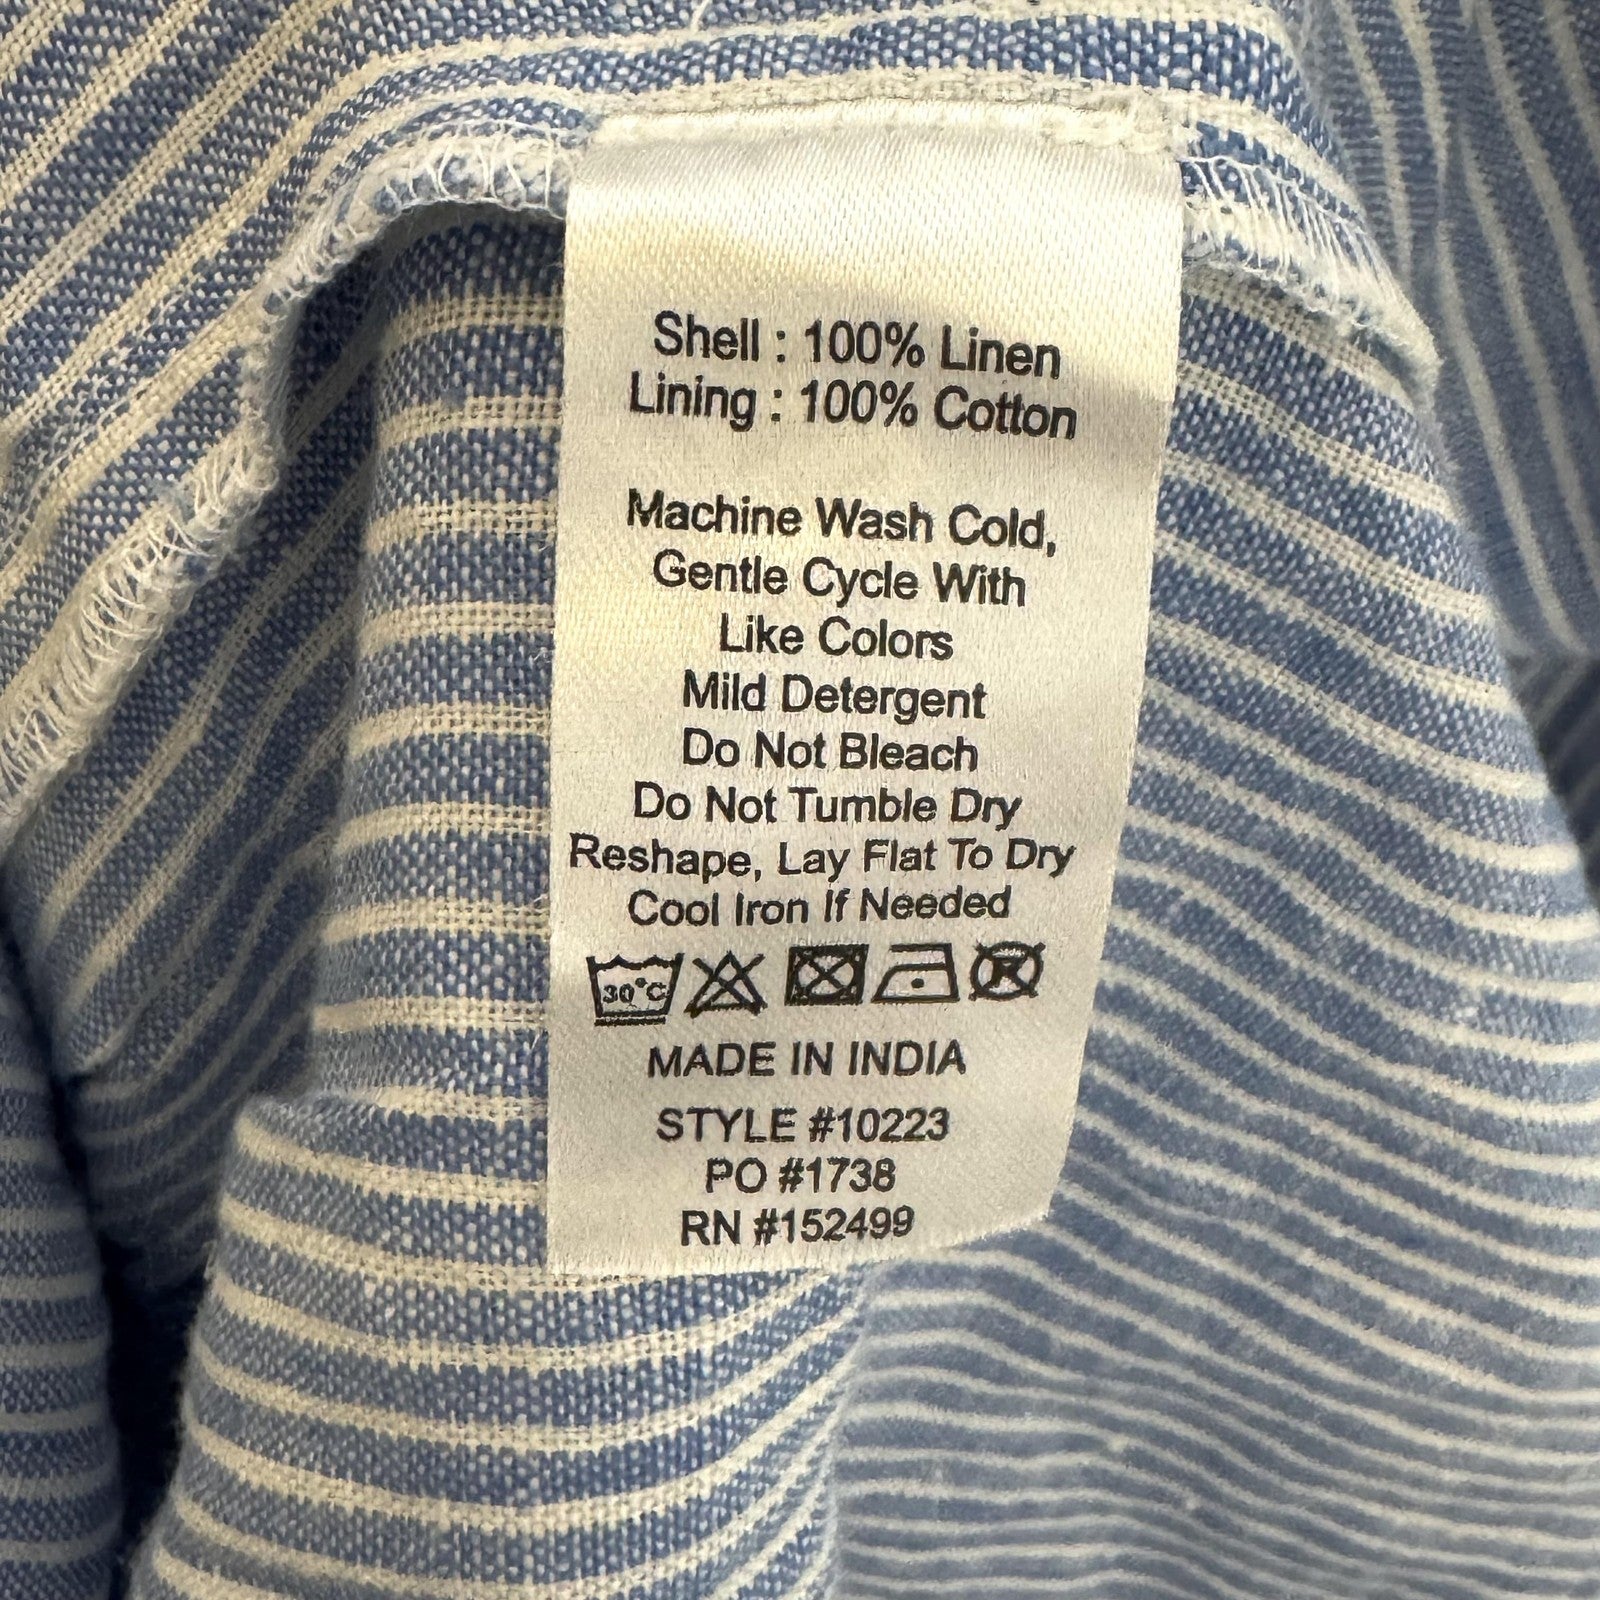 Shell : 100% Linen
Lining : 100% Cotton
Machine Wash Cold,
Gentle Cycle With
Like Colors
Mild Detergent
Do Not Bleach
Do Not Tumble Dry
Reshape, Lay Flat To Dry
Cool Iron If Needed
30°C
MADE IN INDIA
STYLE #10223
PO #1738
RN #152499